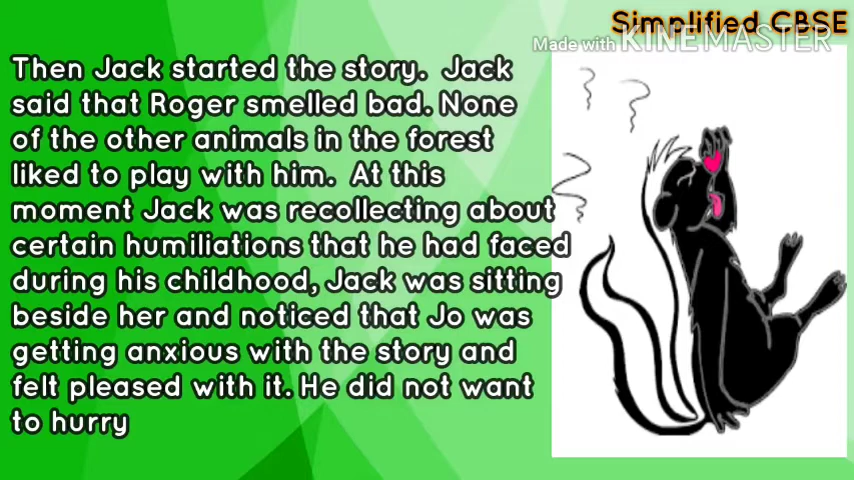 Simplified CBSE
Made with KINEMASTER
Then Jack started the story. Jack
said that Roger smelled bad. None
of the other animals in the forest
liked to play with him. At this
moment Jack was recollecting about
certain humiliations that he had faced
during his childhood, Jack was sitting
beside her and noticed that Jo was
getting anxious with the story and
felt pleased with it. He did not want
to hurry